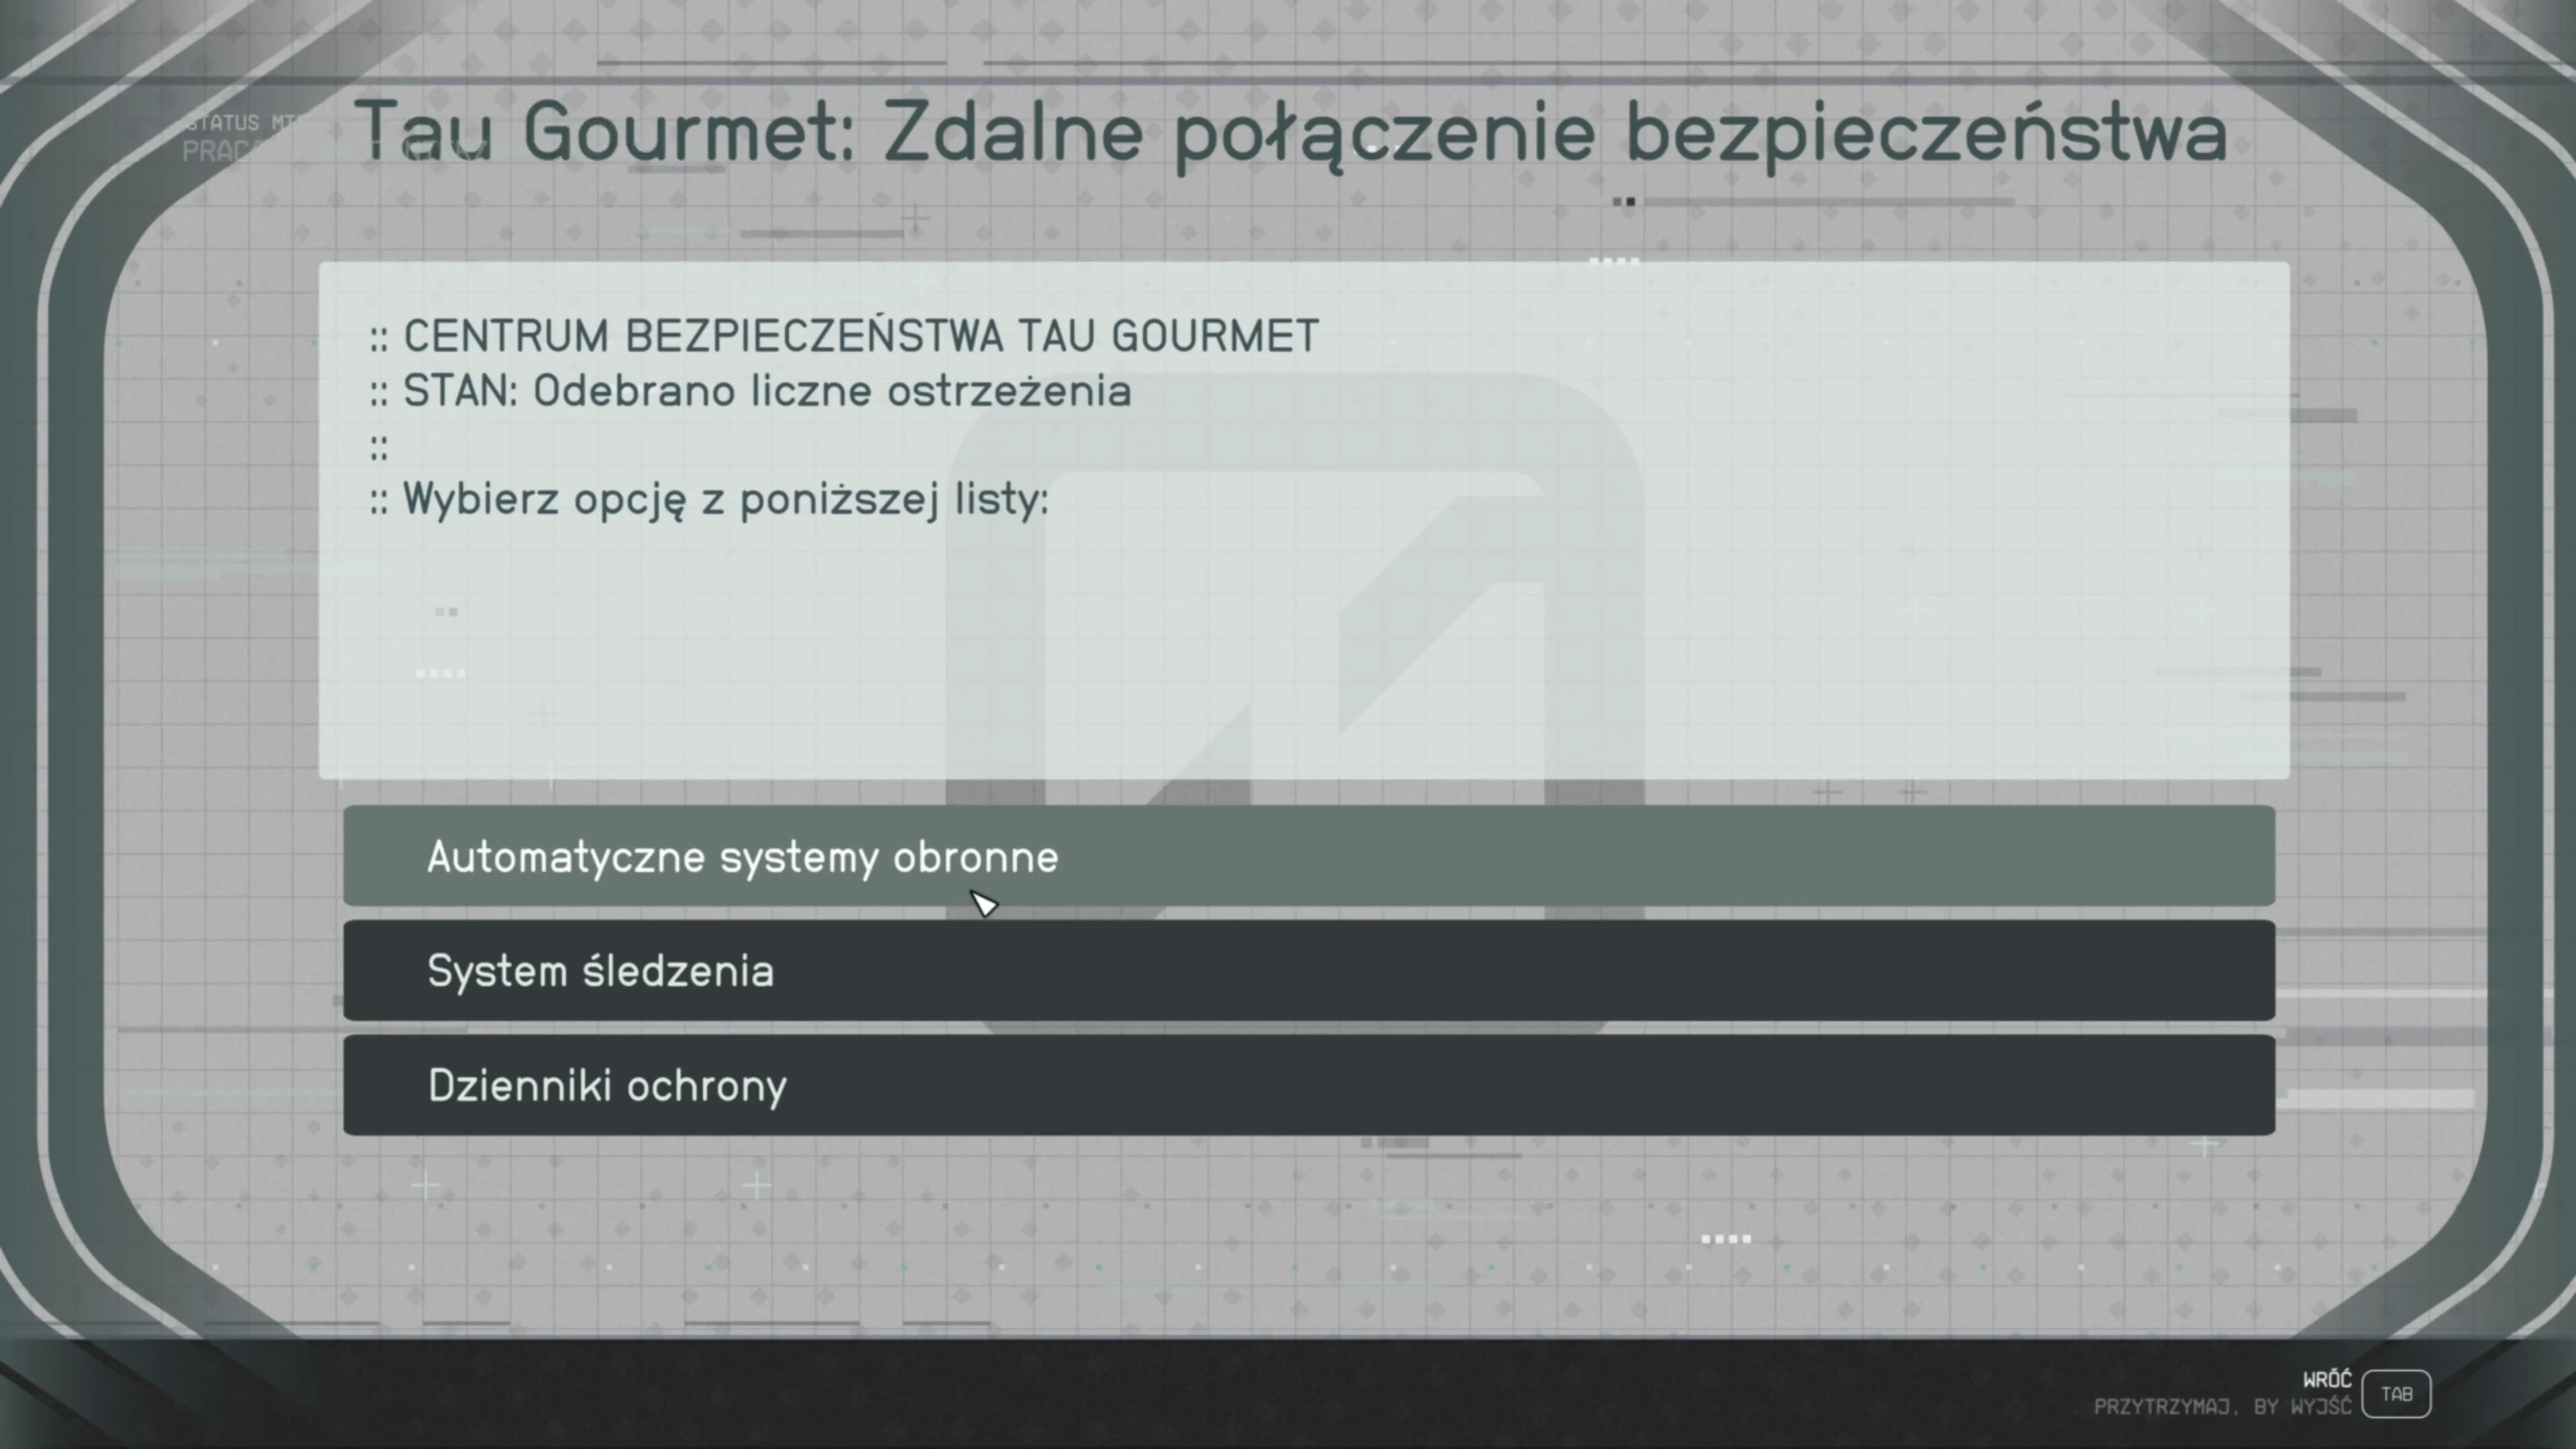 Tau Gourmet: Zdalne połączenie bezpieczeństwa
STATUS
:: CENTRUM BEZPIECZEŃSTWA TAU GOURMET
:: STAN: Odebrano liczne ostrzeżenia
::
:: Wybierz opcję z poniższej listy:
Automatyczne systemy obronne
System śledzenia
Dzienniki ochrony
WRÓĆ
PRZYTRZYMAJ, BY WYJŚĆ
TAB